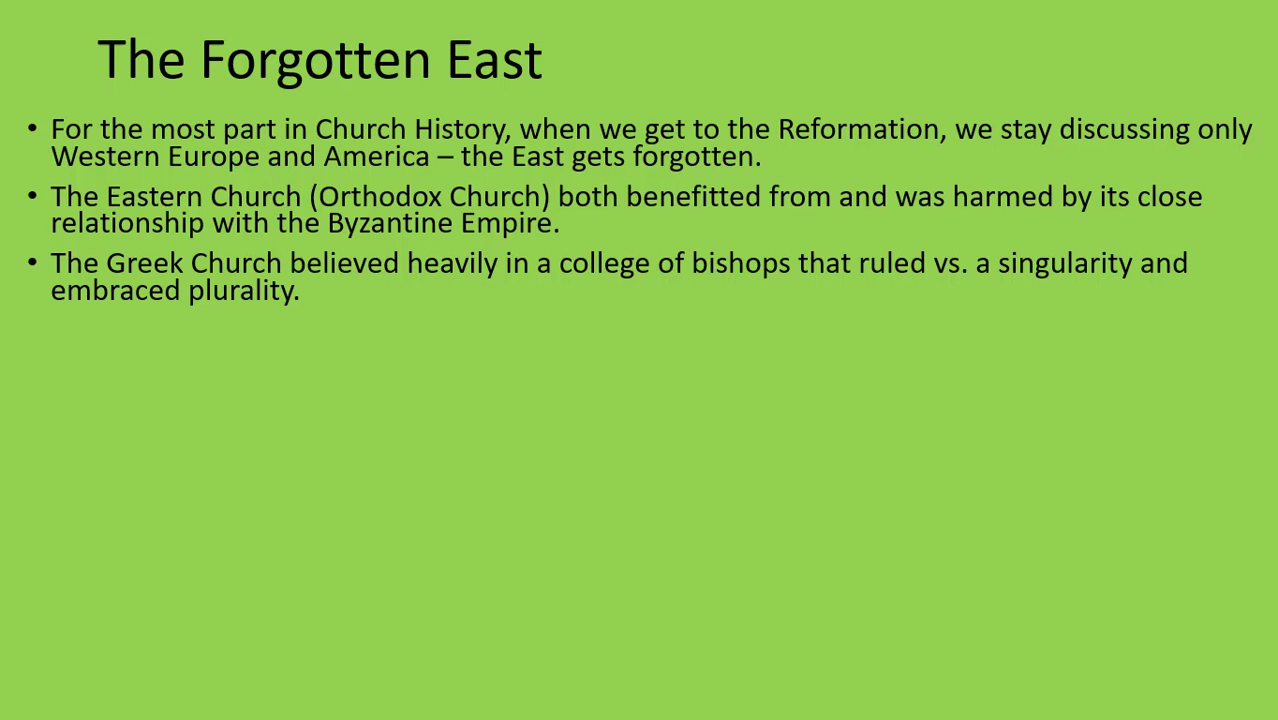 The Forgotten East
• For the most part in Church History, when we get to the Reformation, we stay discussing only
Western Europe and America – the East gets forgotten.
• The Eastern Church (Orthodox Church) both benefitted from and was harmed by its close
relationship with the Byzantine Empire.
• The Greek Church believed heavily in a college of bishops that ruled vs. a singularity and
embraced plurality.